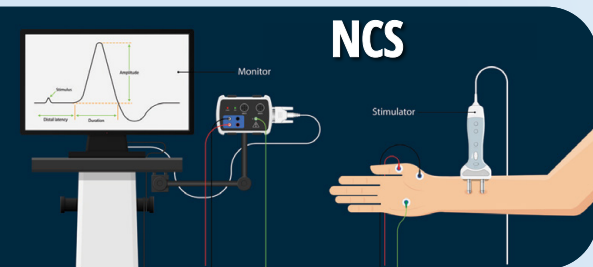 NCS
Monitor
Amplitude
Stimulus
Distal latency
Duration
Stimulator